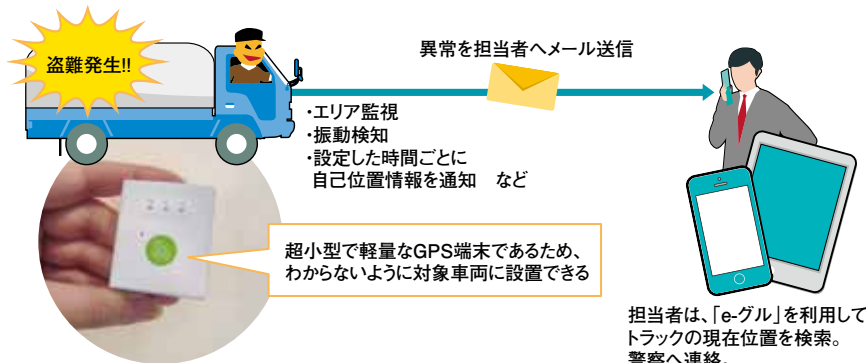 盗難発生!!
異常を担当者へメール送信
・エリア監視
・振動検知
・設定した時間ごとに
自己位置情報を通知 など
超小型で軽量なGPS端末であるため、
わからないように対象車両に設置できる
担当者は、「e-グル」を利用して
トラックの現在位置を検索。
警察へ連絡。